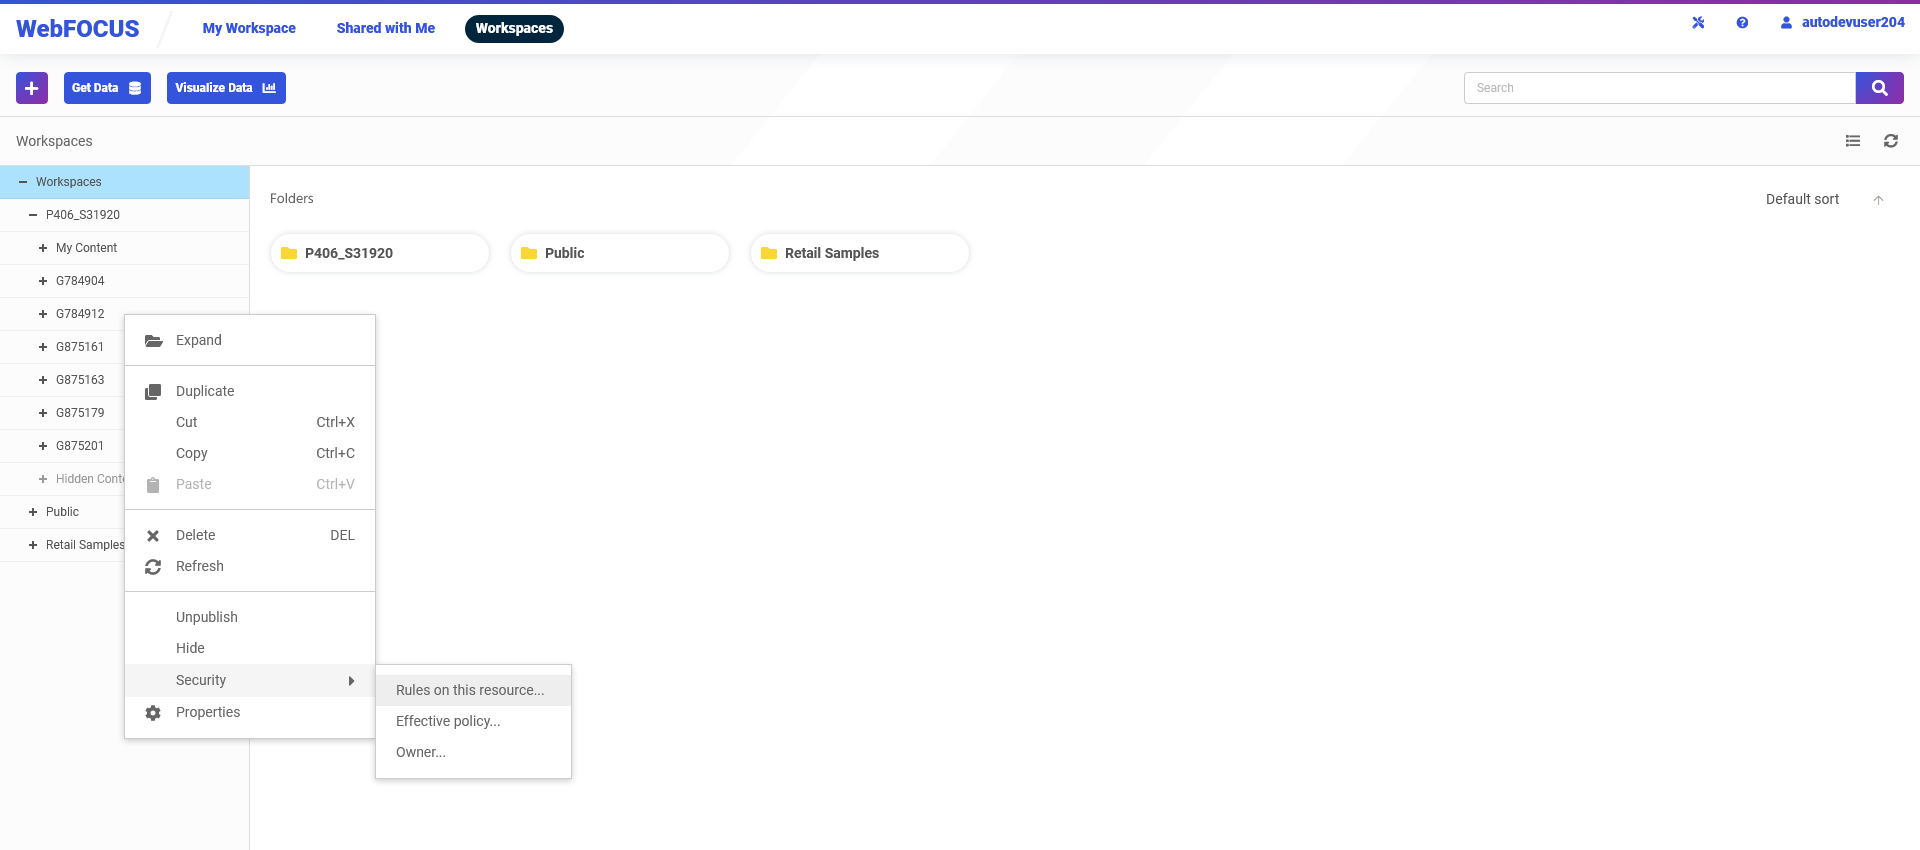 WebFOCUS
My Workspace
Shared with Me
Workspaces
autodevuser204
Get Data
Visualize Data
Search
Workspaces
Workspaces
P406_S31920
My Content
G784904
G784912
G875161
G875163
G875179
G875201
Hidden Conte
Public
Retail Samples
Folders
Default sort
P406_S31920
Public
Retail Samples
Expand
Duplicate
Cut Ctrl+X
Copy Ctrl+C
Paste Ctrl+V
Delete DEL
Refresh
Unpublish
Hide
Security
Properties
Rules on this resource...
Effective policy...
Owner...